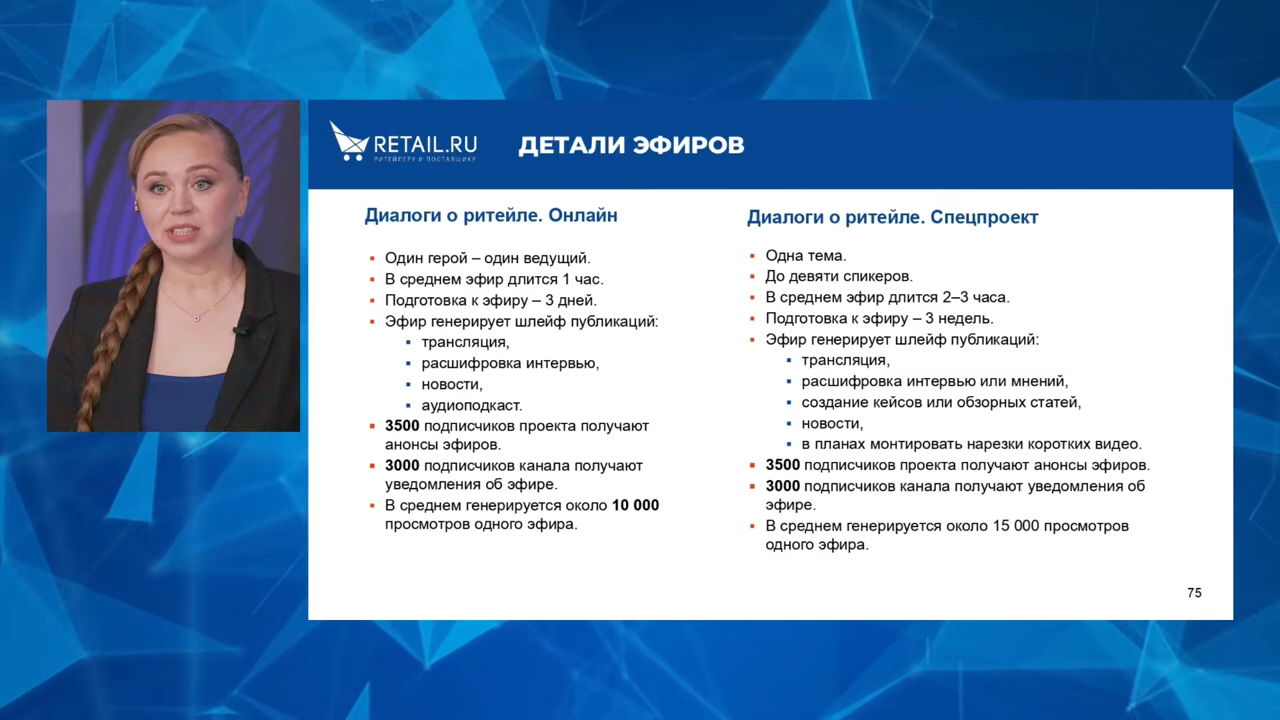 RETAIL.RU
РИТЕЙЛЕРУ И ПОСТАВЩИКУ
ДЕТАЛИ ЭФИРОВ
Диалоги о ритейле. Онлайн
▪ Один герой – один ведущий.
▪ В среднем эфир длится 1 час.
▪ Подготовка к эфиру – 3 дней.
▪ Эфир генерирует шлейф публикаций:
▪ трансляция,
▪ расшифровка интервью,
▪ новости,
▪ аудиоподкаст.
▪ 3500 подписчиков проекта получают
анонсы эфиров.
▪ 3000 подписчиков канала получают
уведомления об эфире.
▪ В среднем генерируется около 10 000
просмотров одного эфира.
Диалоги о ритейле. Спецпроект
▪ Одна тема.
▪ До девяти спикеров.
▪ В среднем эфир длится 2–3 часа.
▪ Подготовка к эфиру – 3 недель.
▪ Эфир генерирует шлейф публикаций:
▪ трансляция,
▪ расшифровка интервью или мнений,
▪ создание кейсов или обзорных статей,
▪ новости,
▪ в планах монтировать нарезки коротких видео.
▪ 3500 подписчиков проекта получают анонсы эфиров.
▪ 3000 подписчиков канала получают уведомления об
эфире.
▪ В среднем генерируется около 15 000 просмотров
одного эфира.
75